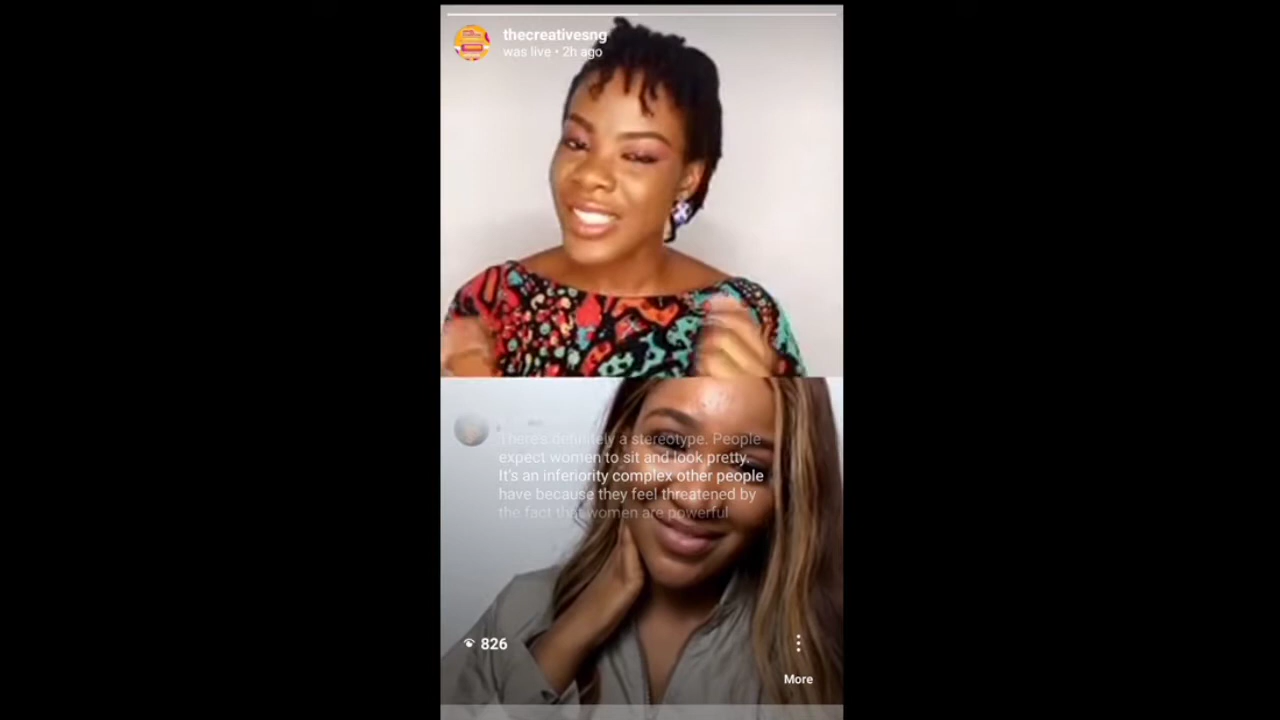 thecreativesng
was live • 2h ago
There's definitely a stereotype. People
expect women to sit and look pretty.
It's an inferiority complex other people
have because they feel threatened by
the fact that women are powerful
826
More